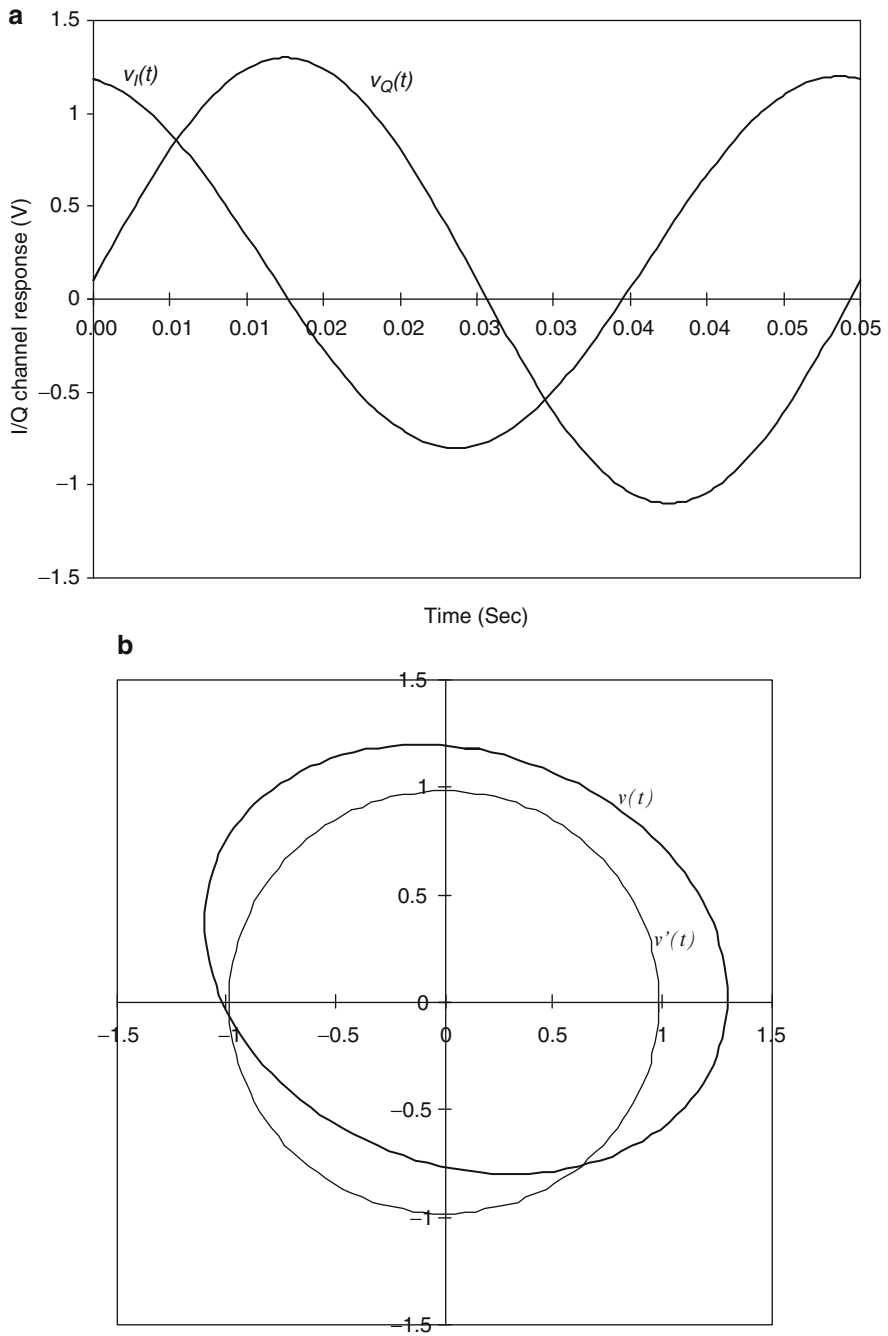 a
1.5
v_I(t)
v_Q(t)
1
0.5
0
−0.5
−1
−1.5
I/Q channel response (V)
0.00 0.01 0.01 0.02 0.02 0.03 0.03 0.04 0.04 0.05 0.05
Time (Sec)
b
1.5
1
v(t)
0.5
v'(t)
0
−1.5 −1 −0.5 0 0.5 1 1.5
−0.5
−1
−1.5